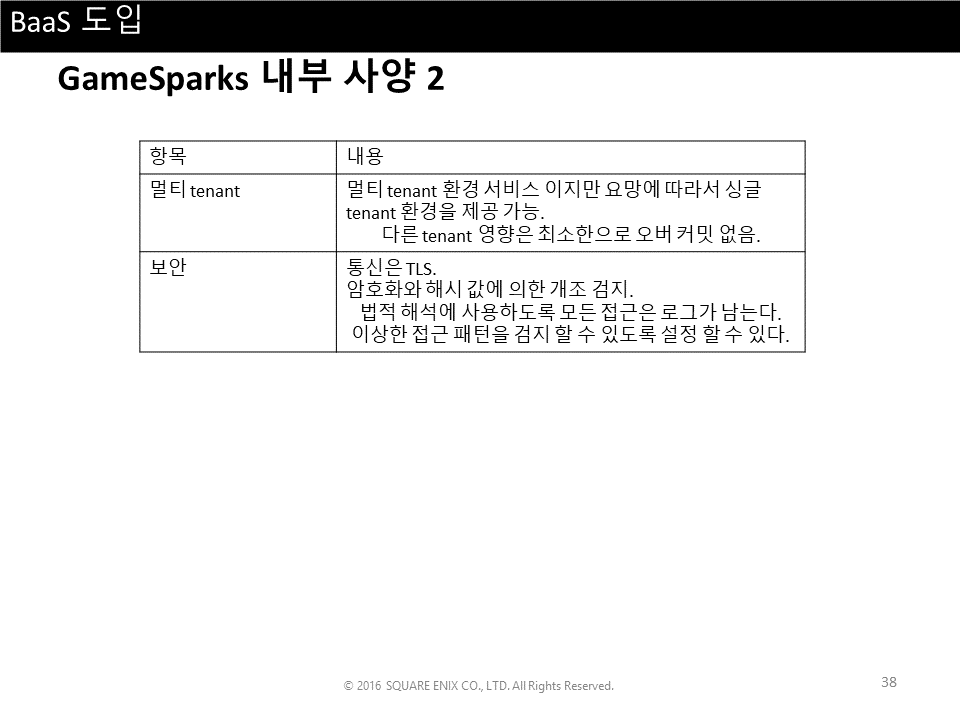 BaaS 도입
GameSparks 내부 사양 2
항목
내용
멀티 tenant
멀티 tenant 환경 서비스 이지만 요망에 따라서 싱글
tenant 환경을 제공 가능.
다른 tenant 영향은 최소한으로 오버 커밋 없음.
보안
통신은 TLS.
암호화와 해시 값에 의한 개조 검지.
법적 해석에 사용하도록 모든 접근은 로그가 남는다.
이상한 접근 패턴을 검지 할 수 있도록 설정 할 수 있다.
© 2016 SQUARE ENIX CO., LTD. All Rights Reserved.
38